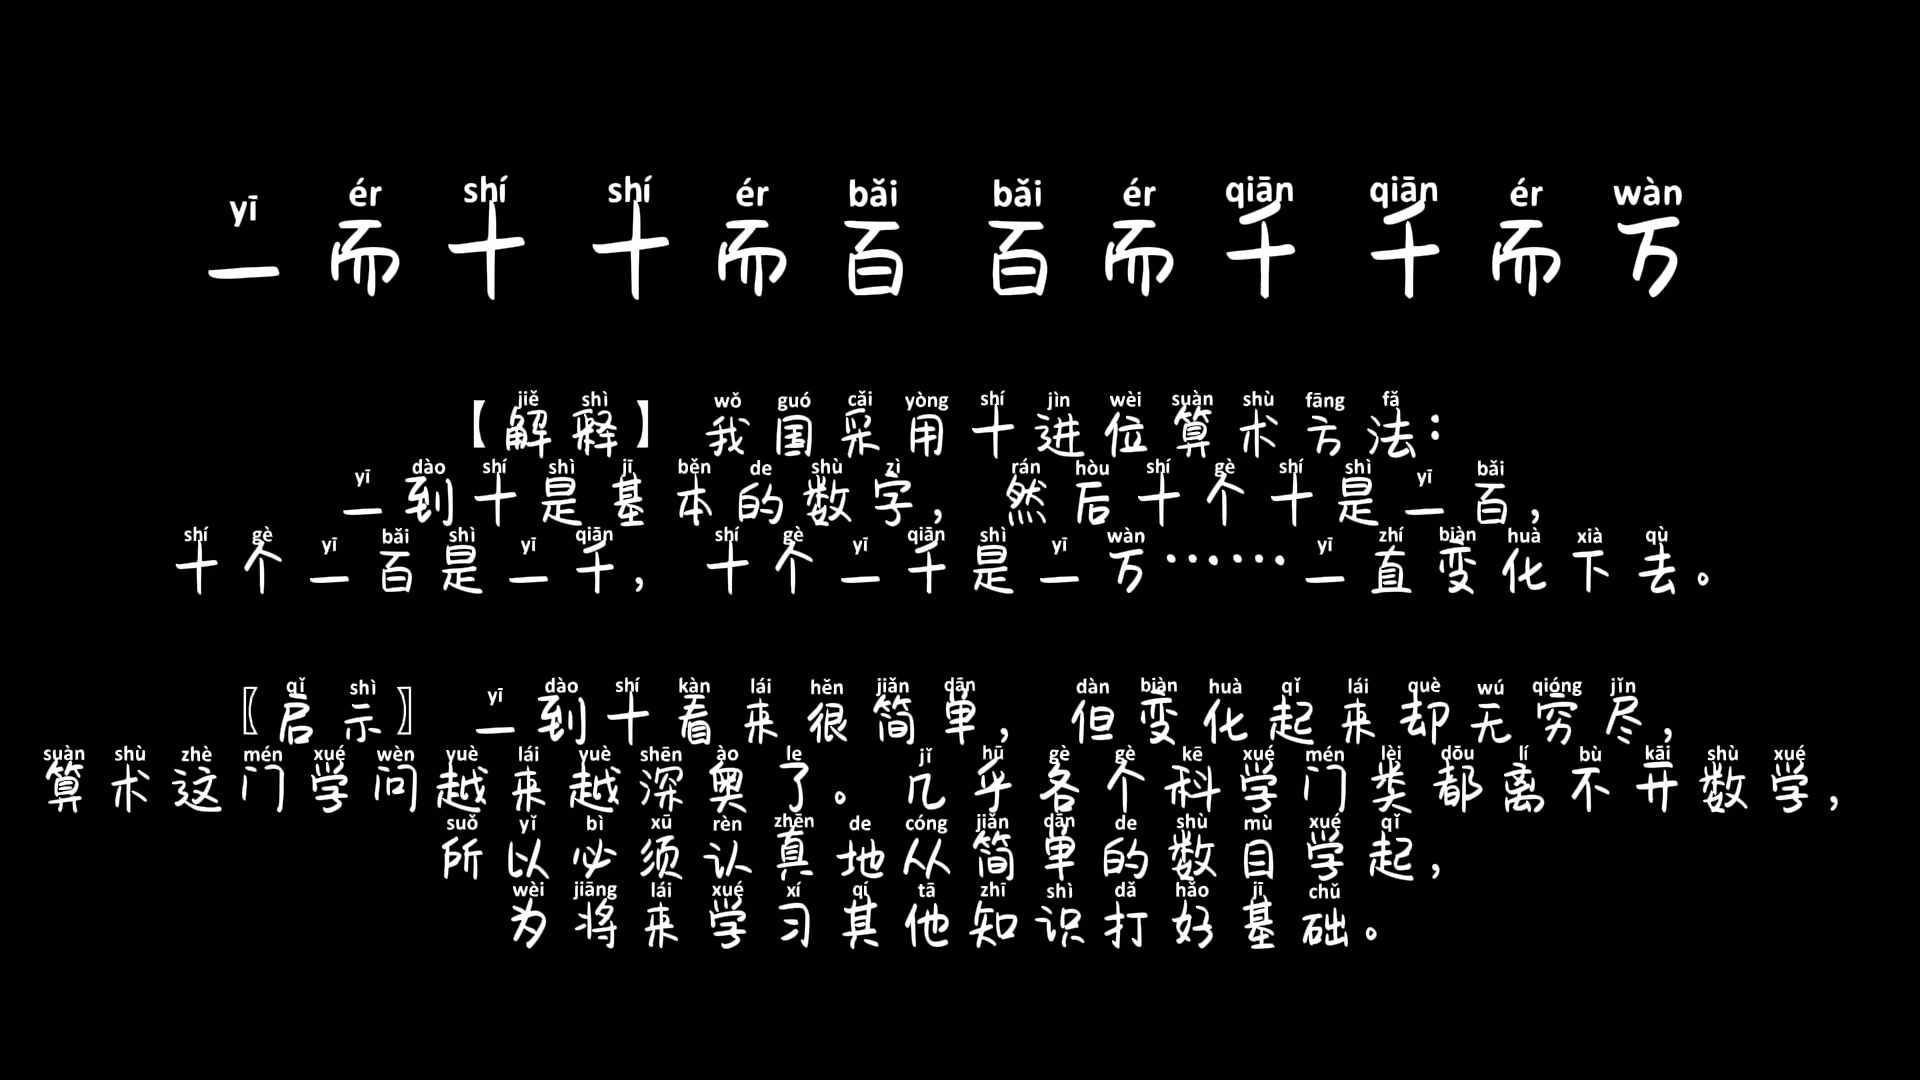 yī ér shí shí ér bǎi bǎi ér qiān qiān ér wàn
一而十 十而百 百而千 千而万
jiě shì wǒ guó cǎi yòng shí jìn wèi suàn shù fāng fǎ
【解释】 我国采用十进位算术方法：
yī dào shí shì jī běn de shù zì rán hòu shí gè shí shì yī bǎi
一到十是基本的数字， 然后十个十是一百，
shí gè yī bǎi shì yī qiān shí gè yī qiān shì yī wàn yī zhí biàn huà xià qù
十个一百是一千， 十个一千是一万……一直变化下去。
qǐ shì yī dào shí kàn lái hěn jiǎn dān dàn biàn huà qǐ lái què wú qióng jǐn
〖启示〗 一到十看来很简单， 但变化起来却无穷尽，
suàn shù zhè mén xué wèn yuè lái yuè shēn ào le jǐ hū gè gè kē xué mén lèi dōu lí bù kāi shù xué
算术这门学问越来越深奥了。 几乎各个科学门类都离不开数学，
suǒ yǐ bì xū rèn zhēn de cóng jiǎn dān de shù mù xué qǐ
所以必须认真地从简单的数目学起，
wèi jiāng lái xué xí qí tā zhī shì dǎ hǎo jī chǔ
为将来学习其他知识打好基础。